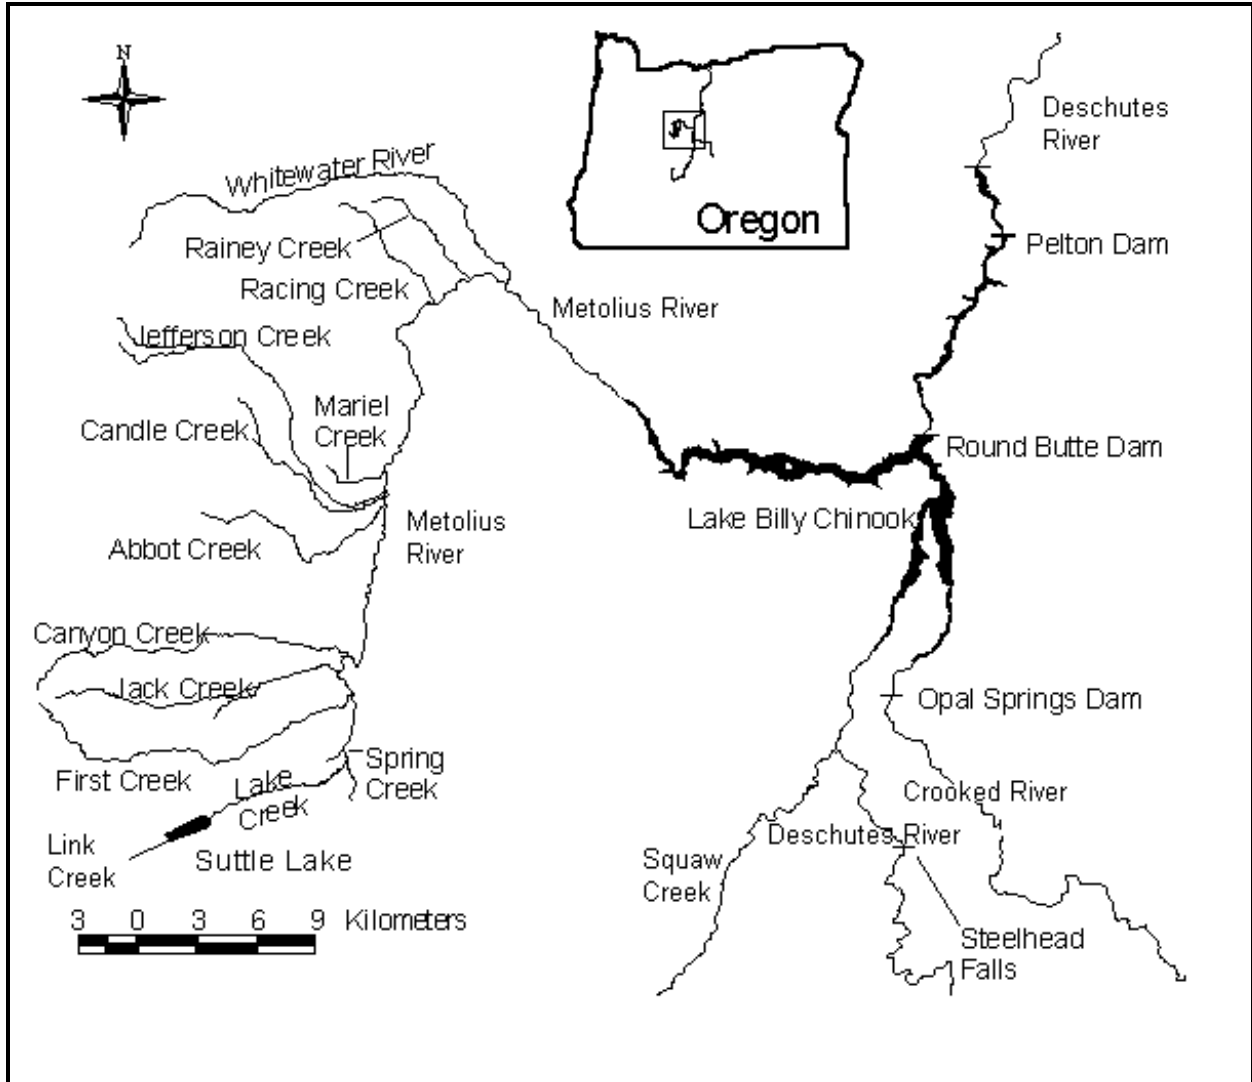 N
Deschutes
River
Whitewater River
Oregon
Rainey Creek
Pelton Dam
Racing Creek
Metolius River
Jefferson Creek
Mariel
Creek
Candle Creek
Round Butte Dam
Lake Billy Chinook
Metolius
River
Abbot Creek
Canyon Creek
Jack Creek
Opal Springs Dam
Spring
Creek
First Creek
Lake
Creek
Crooked River
Deschutes River
Link
Creek
Suttle Lake
Squaw
Creek
3 0 3 6 9 Kilometers
Steelhead
Falls